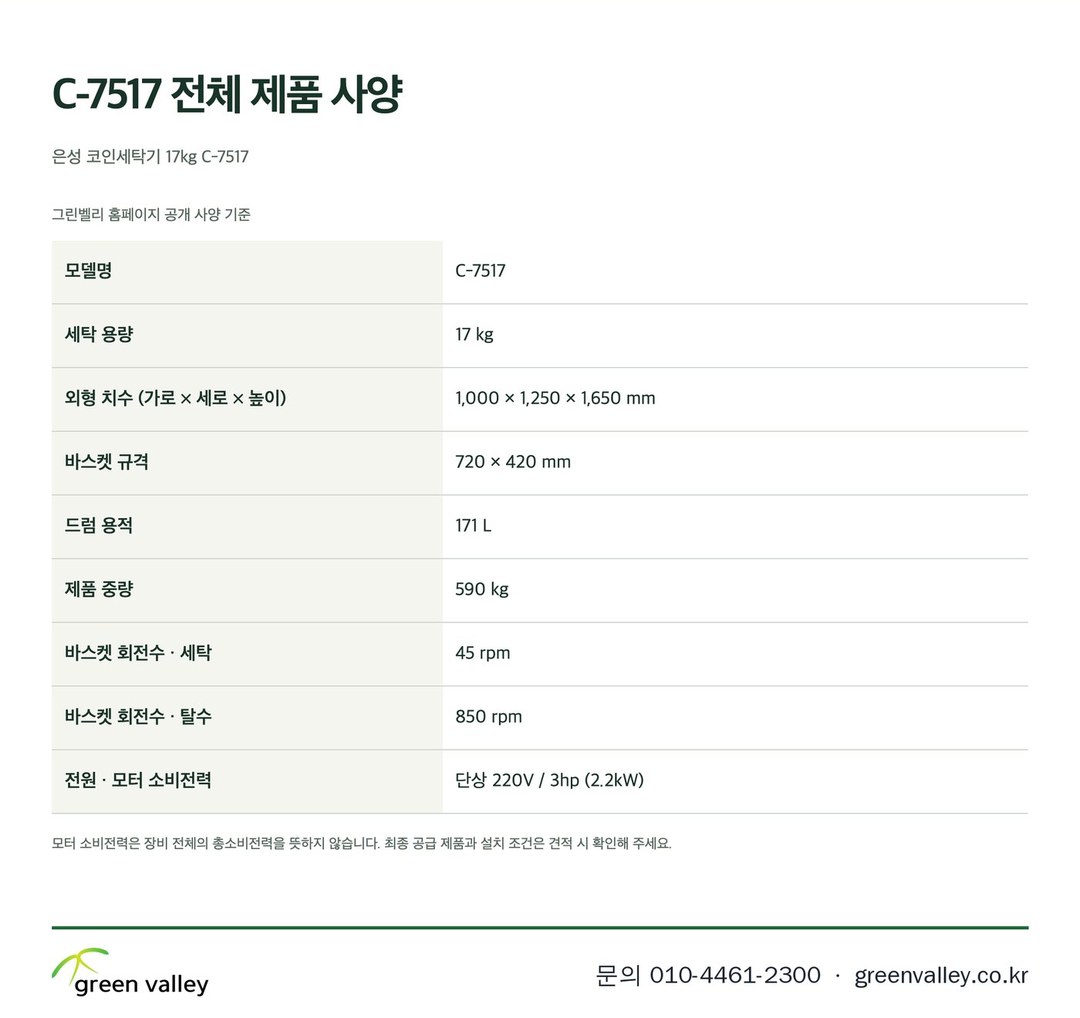 C-7517 전체 제품 사양
은성 코인세탁기 17kg C-7517
그린벨리 홈페이지 공개 사양 기준
모델명 C-7517
세탁 용량 17 kg
외형 치수 (가로 × 세로 × 높이) 1,000 × 1,250 × 1,650 mm
바스켓 규격 720 × 420 mm
드럼 용적 171 L
제품 중량 590 kg
바스켓 회전수 · 세탁 45 rpm
바스켓 회전수 · 탈수 850 rpm
전원 · 모터 소비전력 단상 220V / 3hp (2.2kW)
모터 소비전력은 장비 전체의 총소비전력을 뜻하지 않습니다. 최종 공급 제품과 설치 조건은 견적 시 확인해 주세요.
green valley
문의 010-4461-2300 · greenvalley.co.kr